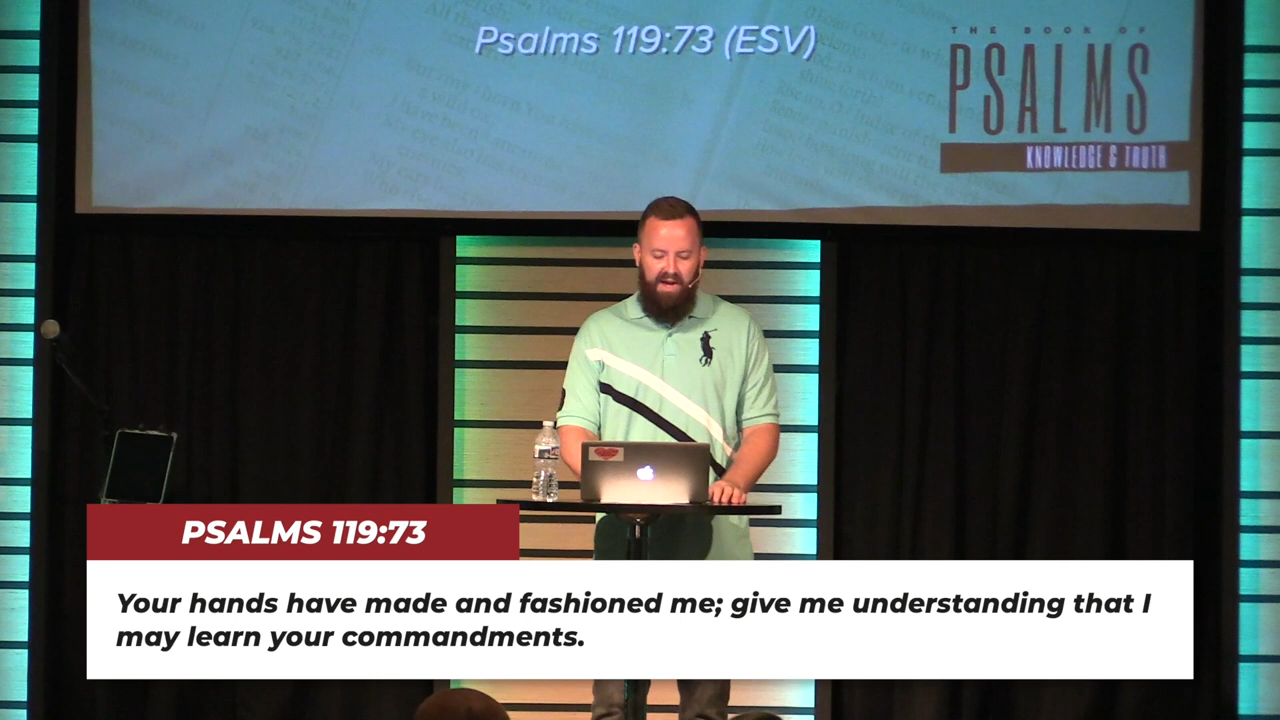 Psalms 119:73 (ESV)
THE BOOK OF
PSALMS
KNOWLEDGE & TRUTH
PSALMS 119:73
Your hands have made and fashioned me; give me understanding that I
may learn your commandments.